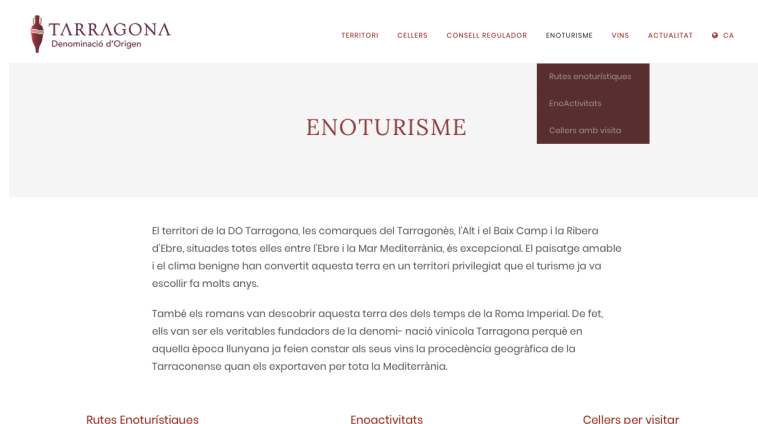 TARRAGONA
Denominació d'Origen
TERRITORI CELLERS CONSELL REGULADOR ENOTURISME VINS ACTUALITAT CA
Rutes enoturístiques
EnoActivitats
Cellers amb visita
ENOTURISME
El territori de la DO Tarragona, les comarques del Tarragonès, l'Alt i el Baix Camp i la Ribera
d'Ebre, situades totes elles entre l'Ebre i la Mar Mediterrània, és excepcional. El paisatge amable
i el clima benigne han convertit aquesta terra en un territori privilegiat que el turisme ja va
escollir fa molts anys.
També els romans van descobrir aquesta terra des dels temps de la Roma Imperial. De fet,
ells van ser els veritables fundadors de la denomi- nació vinícola Tarragona perquè en
aquella època llunyana ja feien constar als seus vins la procedència geogràfica de la
Tarraconense quan els exportaven per tota la Mediterrània.
Rutes Enoturístiques Enoactivitats Cellers per visitar